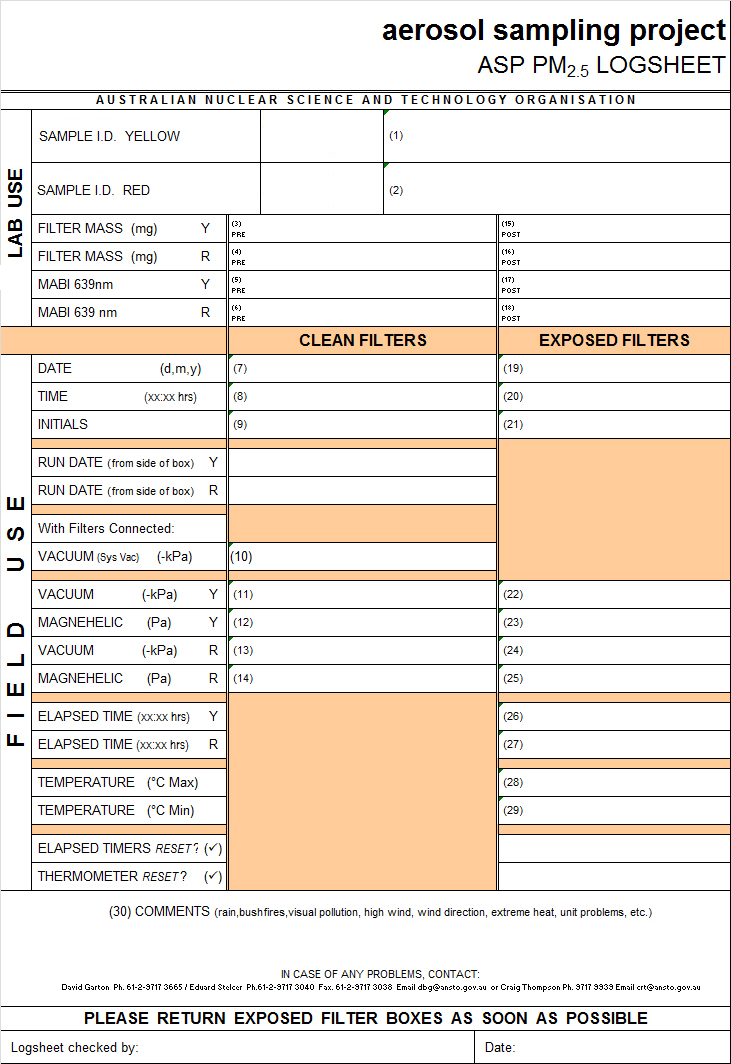 aerosol sampling project
ASP PM2.5 LOGSHEET
AUSTRALIAN NUCLEAR SCIENCE AND TECHNOLOGY ORGANISATION
LAB USE
SAMPLE I.D. YELLOW (1)
SAMPLE I.D. RED (2)
FILTER MASS (mg) Y (3) PRE (15) POST
FILTER MASS (mg) R (4) PRE (16) POST
MABI 639nm Y (5) PRE (17) POST
MABI 639 nm R (6) PRE (18) POST
CLEAN FILTERS EXPOSED FILTERS
FIELD USE
DATE (d,m,y) (7) (19)
TIME (xx:xx hrs) (8) (20)
INITIALS (9) (21)
RUN DATE (from side of box) Y
RUN DATE (from side of box) R
With Filters Connected:
VACUUM (Sys Vac) (-kPa) (10)
VACUUM (-kPa) Y (11) (22)
MAGNEHELIC (Pa) Y (12) (23)
VACUUM (-kPa) R (13) (24)
MAGNEHELIC (Pa) R (14) (25)
ELAPSED TIME (xx:xx hrs) Y (26)
ELAPSED TIME (xx:xx hrs) R (27)
TEMPERATURE (°C Max) (28)
TEMPERATURE (°C Min) (29)
ELAPSED TIMERS RESET? (✓)
THERMOMETER RESET? (✓)
(30) COMMENTS (rain,bushfires,visual pollution, high wind, wind direction, extreme heat, unit problems, etc.)
IN CASE OF ANY PROBLEMS, CONTACT:
David Garton Ph. 61-2-9717 3665 / Eduard Stelcer Ph.61-2-9717 3040 Fax. 61-2-9717 3038 Email dbg@ansto.gov.au or Craig Thompson Ph. 9717 9939 Email crt@ansto.gov.au
PLEASE RETURN EXPOSED FILTER BOXES AS SOON AS POSSIBLE
Logsheet checked by: Date: